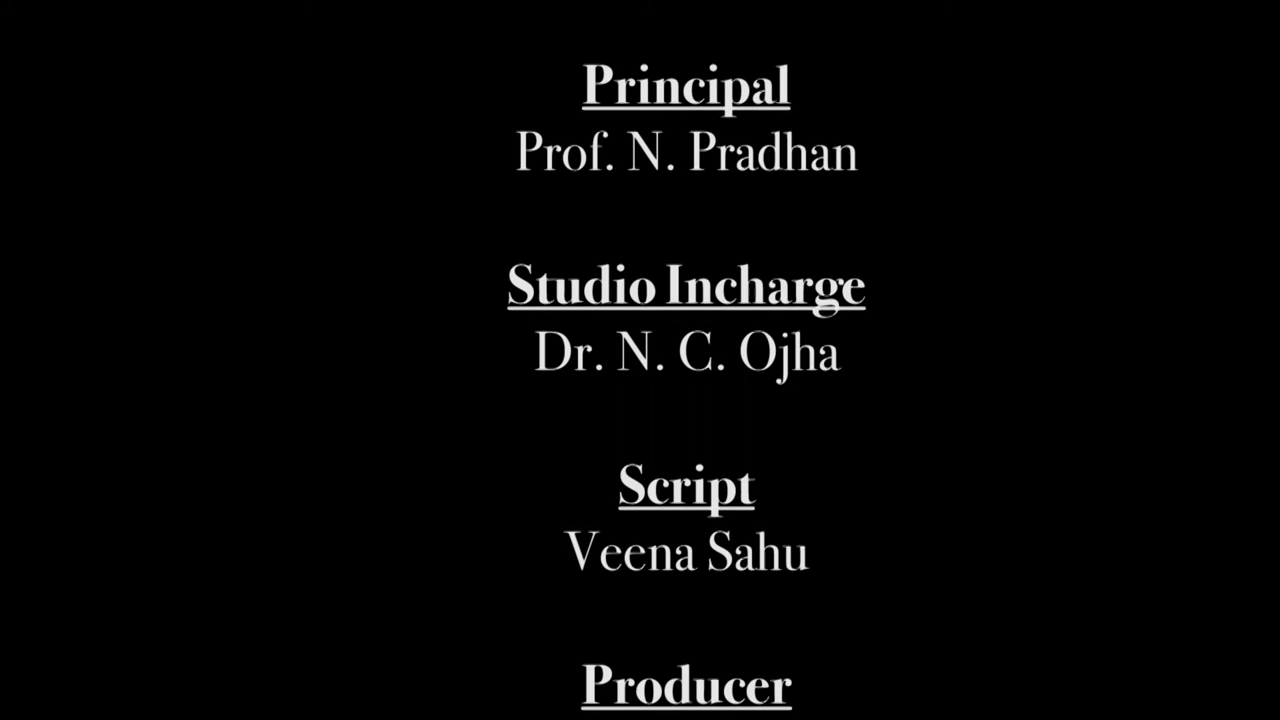 Principal
Prof. N. Pradhan
Studio Incharge
Dr. N. C. Ojha
Script
Veena Sahu
Producer